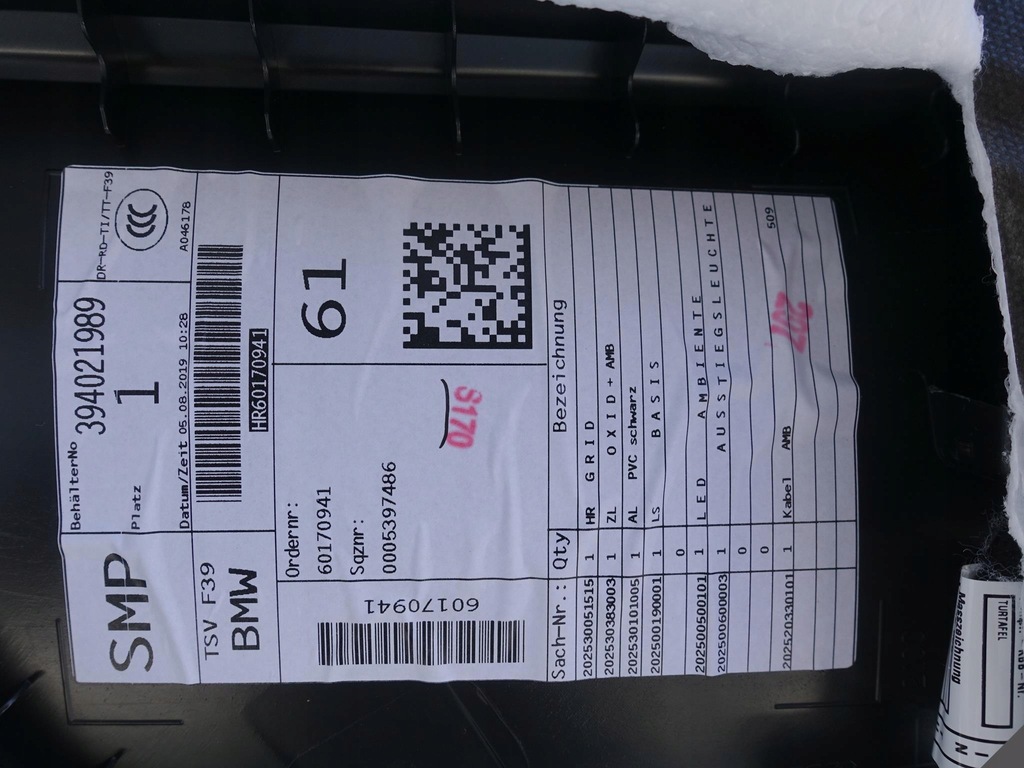 SMP
BehälterNo
3940219​89
Platz
1
Datum/Zeit 05.08.2019 10:28
DR-RD-TI/TT-F39
A046178
TSV F39
BMW
HR60170941
Ordernr:
60170941
Sqznr:
0005397486
S170
61
60170941
Sach-Nr.: Qty Bezeichnung
202530051515 1 HR GRID
202530383003 1 ZL OXID+ AMB
202530101005 1 AL PVC schwarz
202500190001 1 LS BASIS
0
202500500101 1 LED AMBIENTE
202500600003 1 AUSSTIEGSLEUCHTE
0
0
2025203330101 1 Kabel AMB
509
TURTAFEL